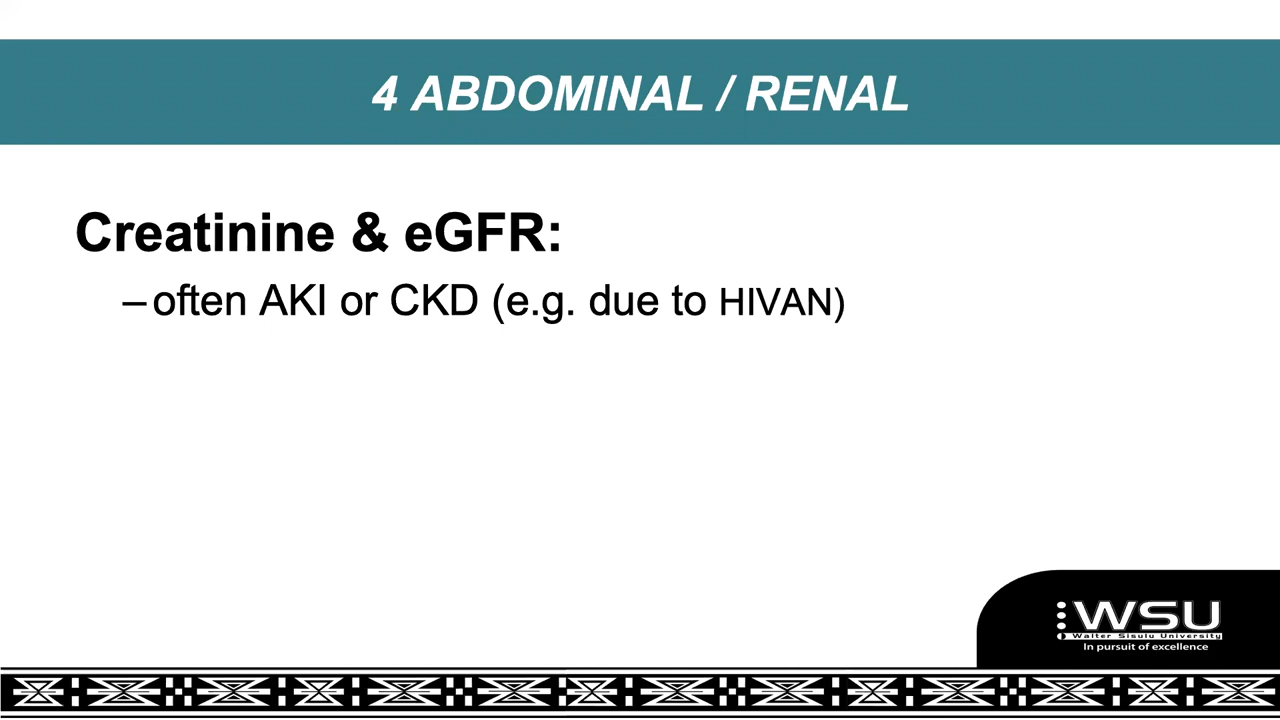 4 ABDOMINAL / RENAL
Creatinine & eGFR:
–often AKI or CKD (e.g. due to HIVAN)
WSU
Walter Sisulu University
In pursuit of excellence